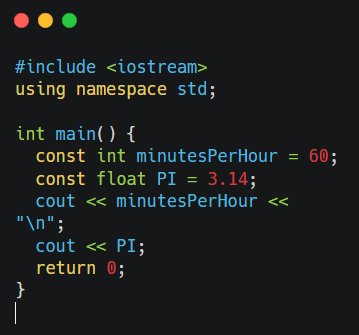 #include <iostream>
using namespace std;

int main() {
  const int minutesPerHour = 60;
  const float PI = 3.14;
  cout << minutesPerHour <<
"\n";
  cout << PI;
  return 0;
}